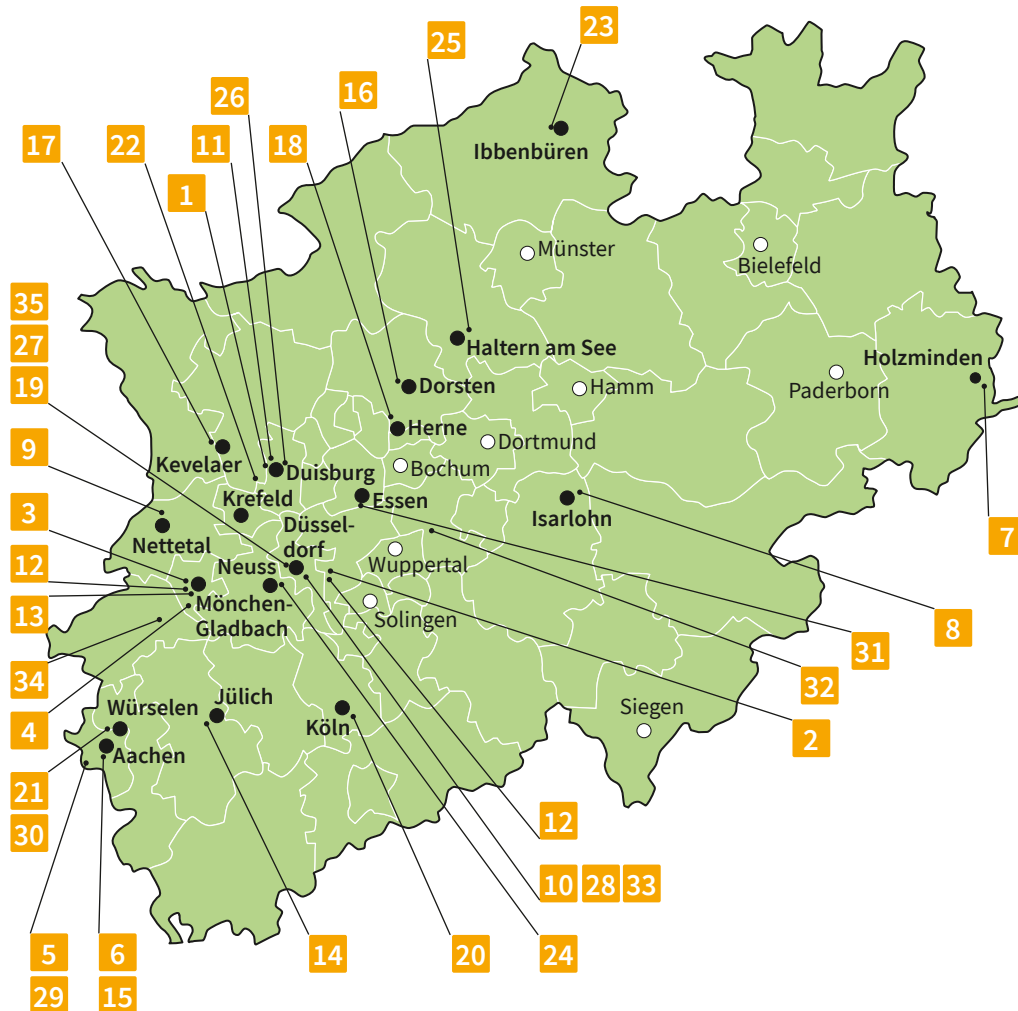 23
25
26
16
17
22
11
18
1
Ibbenbüren
Münster
Bielefeld
35
27
19
Haltern am See
Holzminden
Paderborn
Dorsten
Hamm
9
Herne
Dortmund
Kevelaer
Duisburg
Bochum
Krefeld
Essen
Isarlohn
3
Nettetal
Düssel-
dorf
7
12
Neuss
Wuppertal
13
Mönchen-
Gladbach
Solingen
8
31
34
32
4
Würselen
Jülich
Köln
Siegen
2
Aachen
21
30
12
10 28 33
5
29
6
15
14
20
24